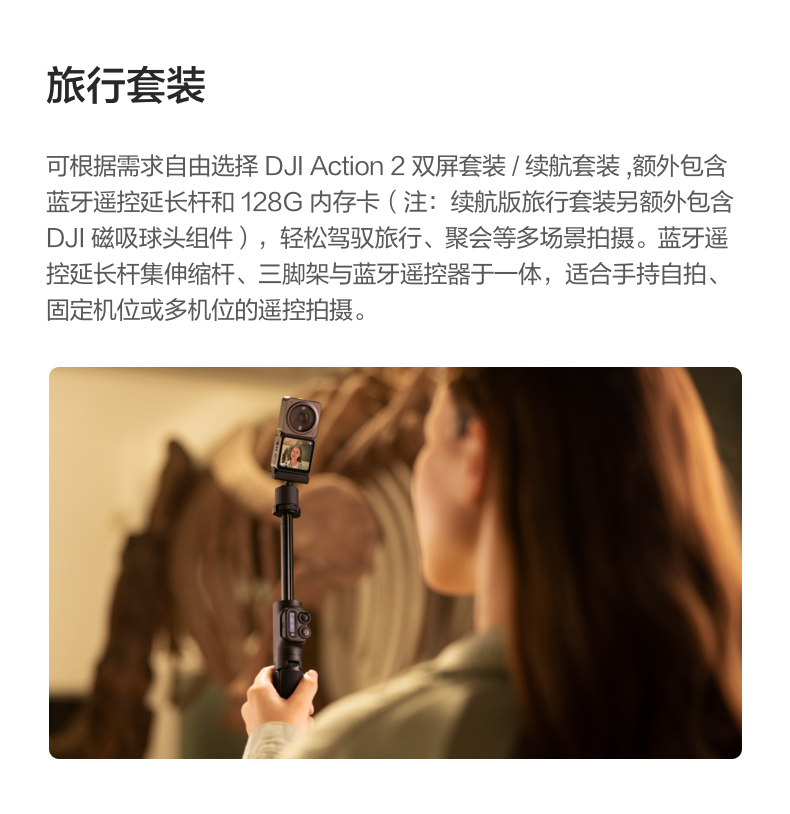 旅行套装
可根据需求自由选择 DJI Action 2 双屏套装 / 续航套装 ,额外包含
蓝牙遥控延长杆和 128G 内存卡（注：续航版旅行套装另额外包含
DJI 磁吸球头组件），轻松驾驭旅行、聚会等多场景拍摄。蓝牙遥
控延长杆集伸缩杆、三脚架与蓝牙遥控器于一体，适合手持自拍、
固定机位或多机位的遥控拍摄。